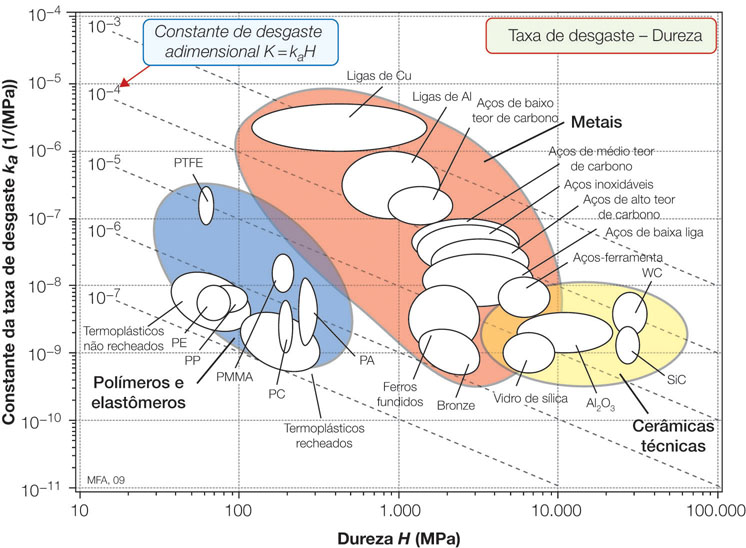 Constante de desgaste
adimensional K = kaH
Taxa de desgaste – Dureza
Constante da taxa de desgaste ka (1/(MPa)
10–4
10–5
10–6
10–7
10–8
10–9
10–10
10–11
10–3
10–4
10–5
10–6
10–7
Ligas de Cu
Ligas de Al
Aços de baixo
teor de carbono
Metais
Aços de médio teor
de carbono
Aços inoxidáveis
Aços de alto teor
de carbono
Aços de baixa liga
Aços-ferramenta
WC
PTFE
Termoplásticos
não recheados
PE
PP
PMMA
PC
PA
Polímeros e
elastômeros
Termoplásticos
recheados
Ferros
fundidos
Bronze
Vidro de sílica
Al2O3
SiC
Cerâmicas
técnicas
MFA, 09
10
100
1.000
10.000
100.000
Dureza H (MPa)